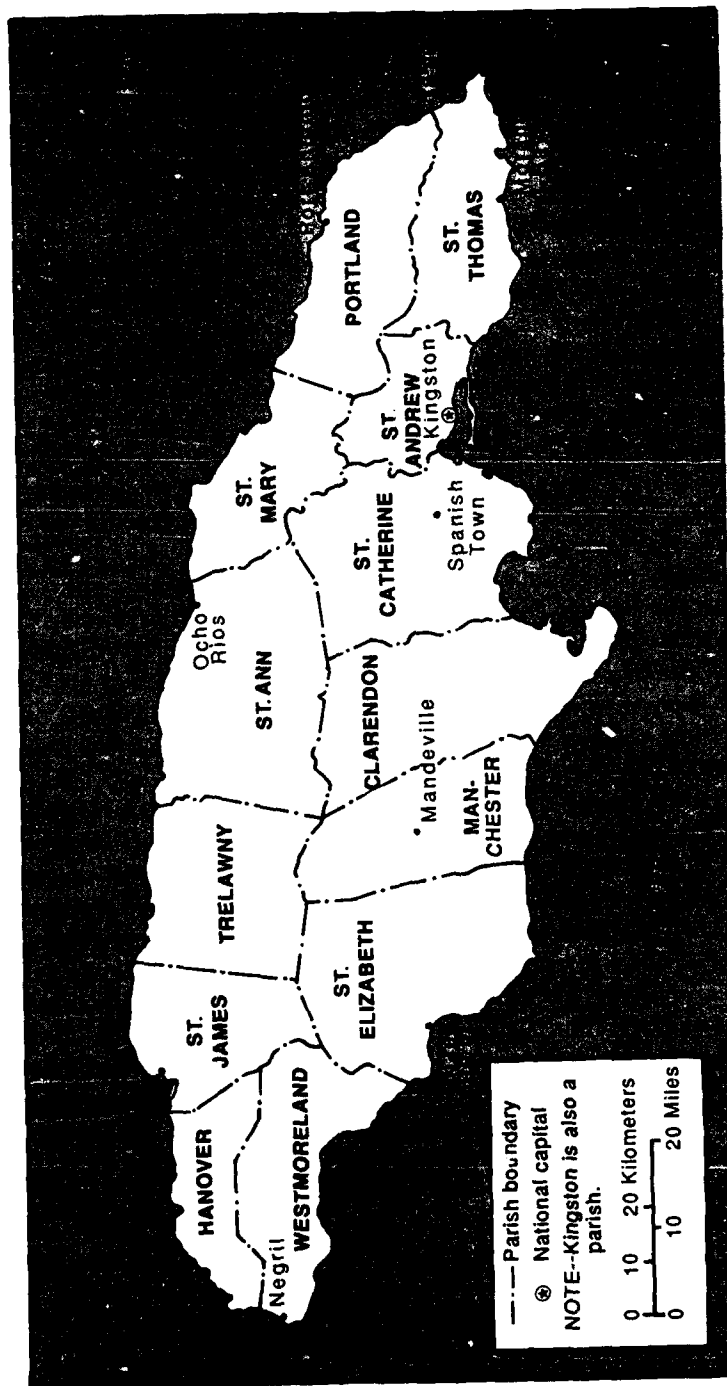 HANOVER
WESTMORELAND
Negril
ST.
JAMES
TRELAWNY
ST.
ELIZABETH
MAN-
CHESTER
Mandeville
CLARENDON
ST. ANN
Ocho
Rios
ST.
MARY
ST.
CATHERINE
Spanish
Town
ST.
ANDREW
Kingston
PORTLAND
ST.
THOMAS
Parish boundary
National capital
NOTE--Kingston is also a
parish.
0 10 20 Kilometers
0 10 20 Miles